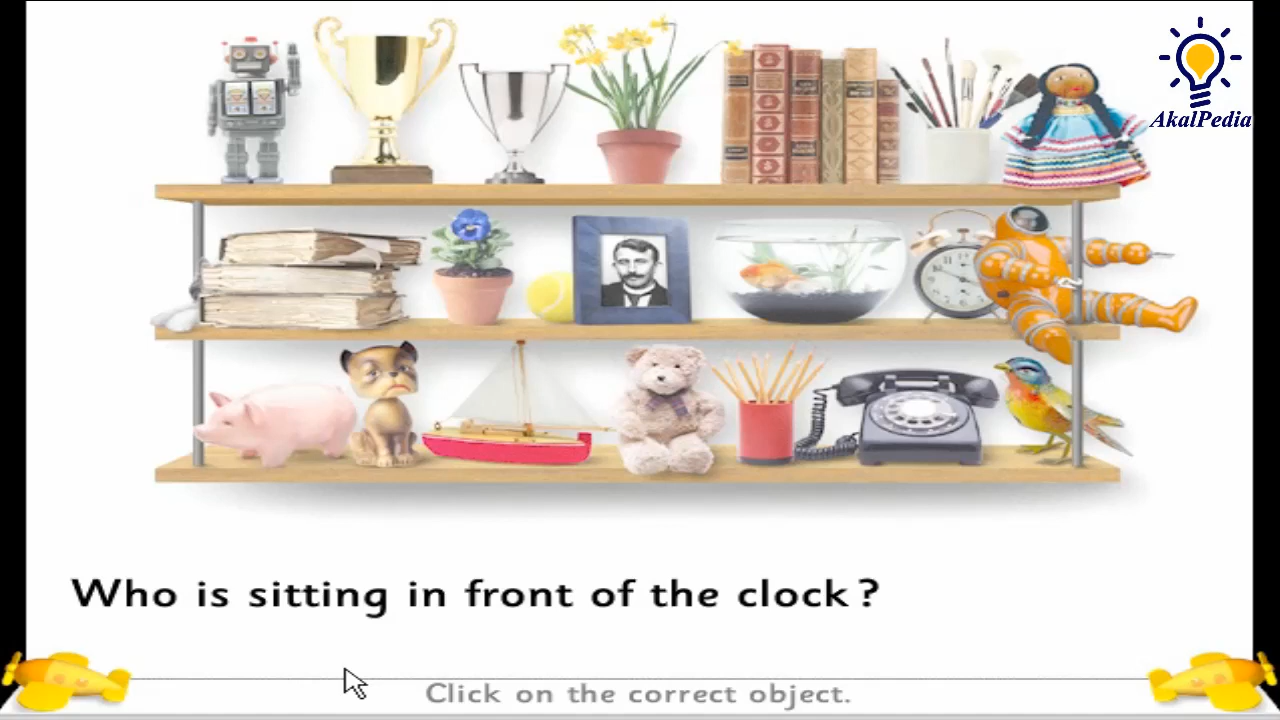 AkalPedia
Who is sitting in front of the clock?
Click on the correct object.